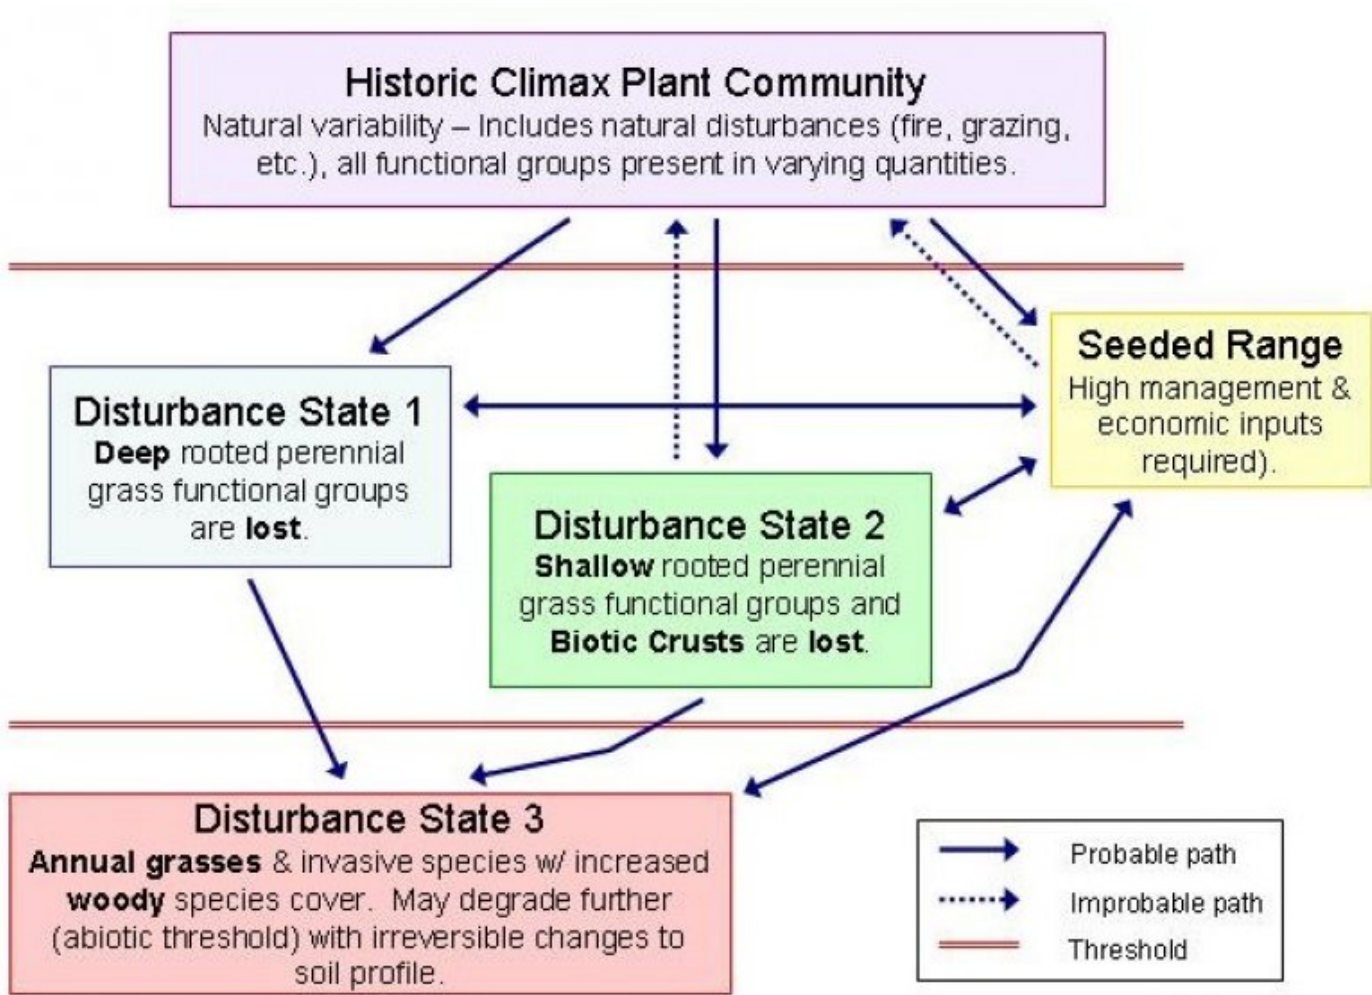 Historic Climax Plant Community
Natural variability – Includes natural disturbances (fire, grazing,
etc.), all functional groups present in varying quantities.
Seeded Range
High management &
economic inputs
required).
Disturbance State 1
Deep rooted perennial
grass functional groups
are lost.
Disturbance State 2
Shallow rooted perennial
grass functional groups and
Biotic Crusts are lost.
Disturbance State 3
Annual grasses & invasive species w/ increased
woody species cover. May degrade further
(abiotic threshold) with irreversible changes to
soil profile.
Probable path
Improbable path
Threshold